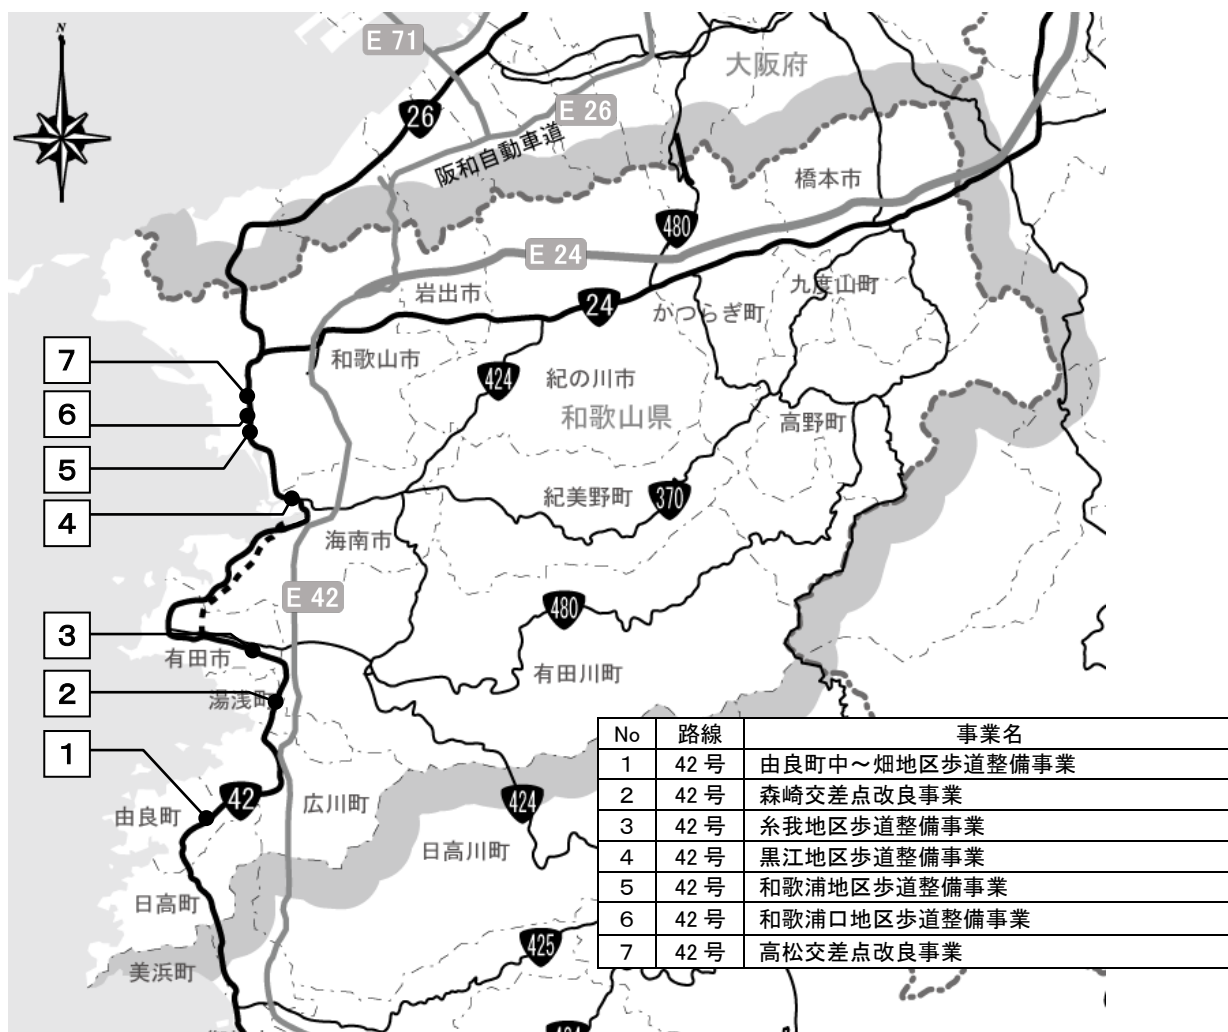 N
E 71
大阪府
26
E 26
阪和自動車道
橋本市
480
E 24
岩出市
九度山町
24
かつらぎ町
7
和歌山市
424
紀の川市
6
和歌山県
高野町
5
紀美野町
370
4
海南市
E 42
480
3
有田市
有田川町
2
湯浅町
1
42
広川町
424
由良町
日高川町
日高町
425
美浜町
No 路線 事業名
1 42 号 由良町中～畑地区歩道整備事業
2 42 号 森崎交差点改良事業
3 42 号 糸我地区歩道整備事業
4 42 号 黒江地区歩道整備事業
5 42 号 和歌浦地区歩道整備事業
6 42 号 和歌浦口地区歩道整備事業
7 42 号 高松交差点改良事業